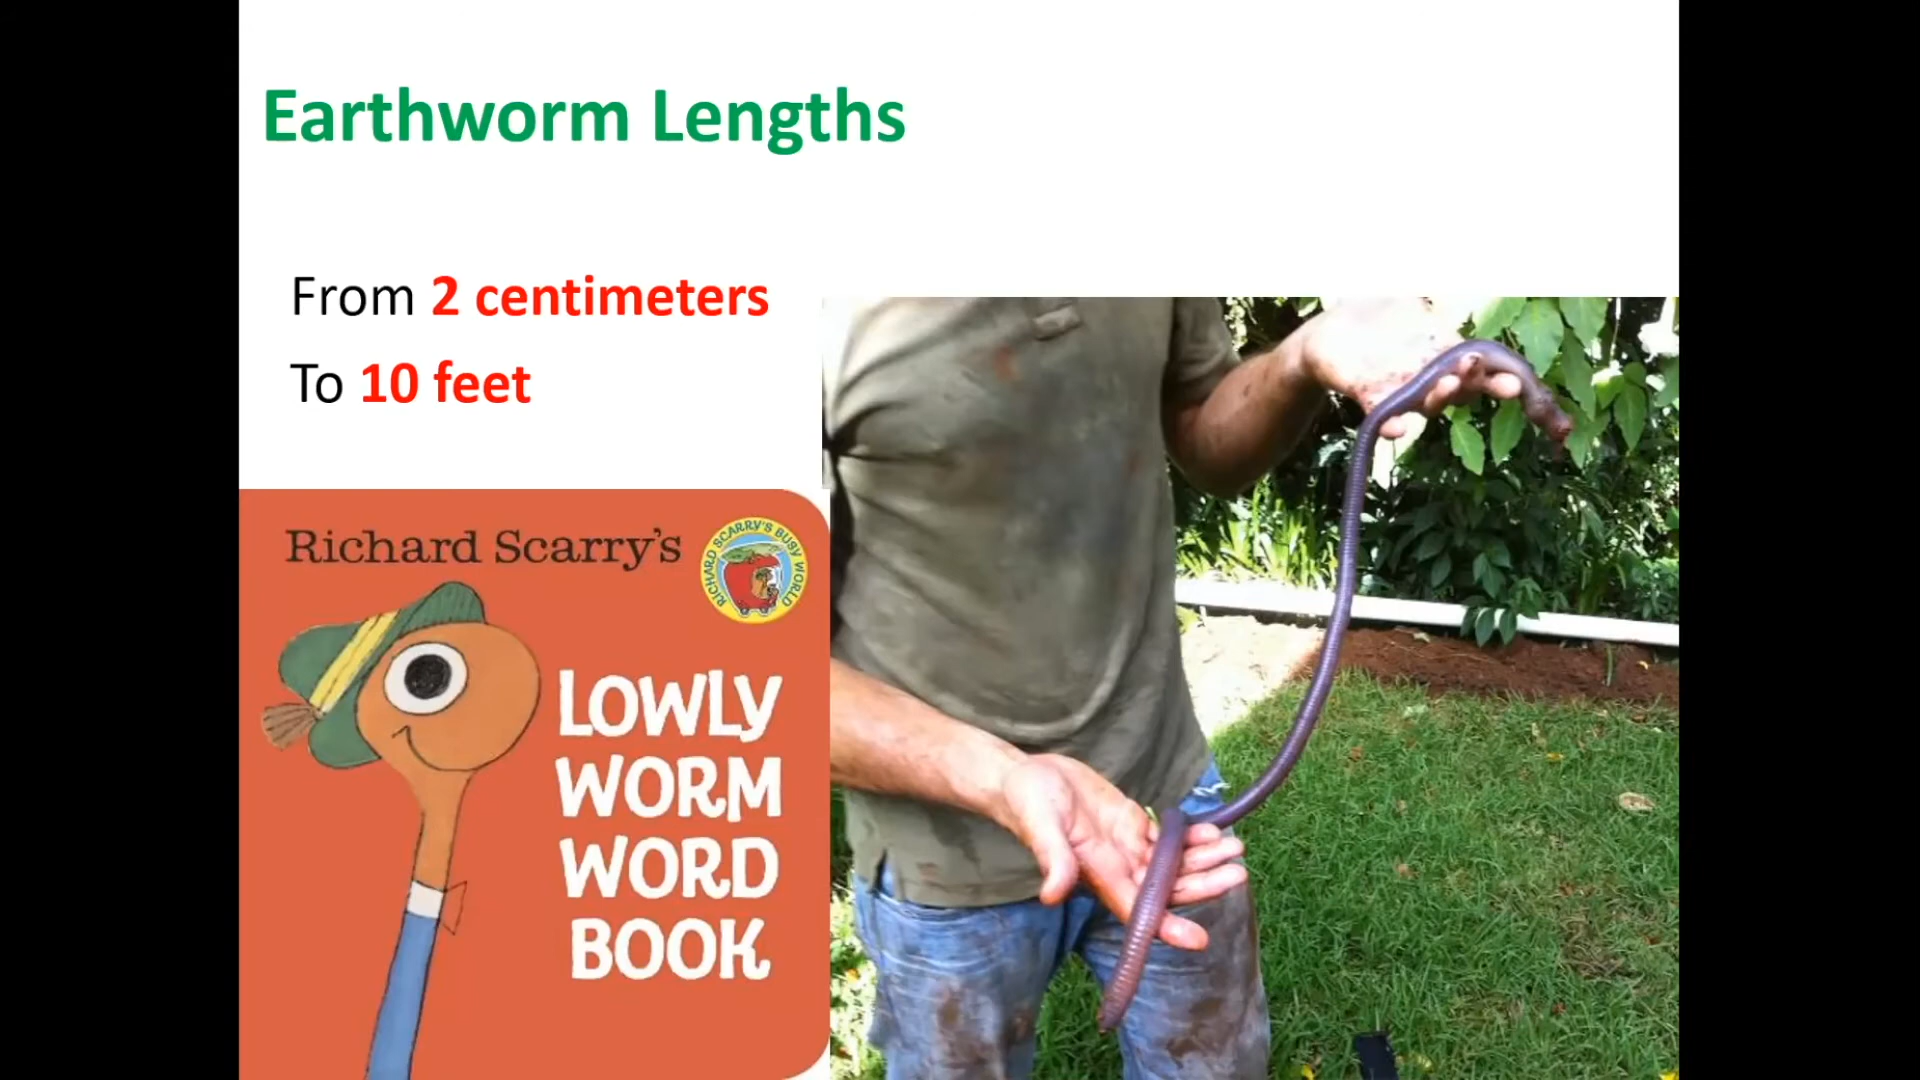 Earthworm Lengths
From 2 centimeters
To 10 feet
Richard Scarry's
RICHARD SCARRY'S BUSY WORLD
LOWLY
WORM
WORD
BOOK